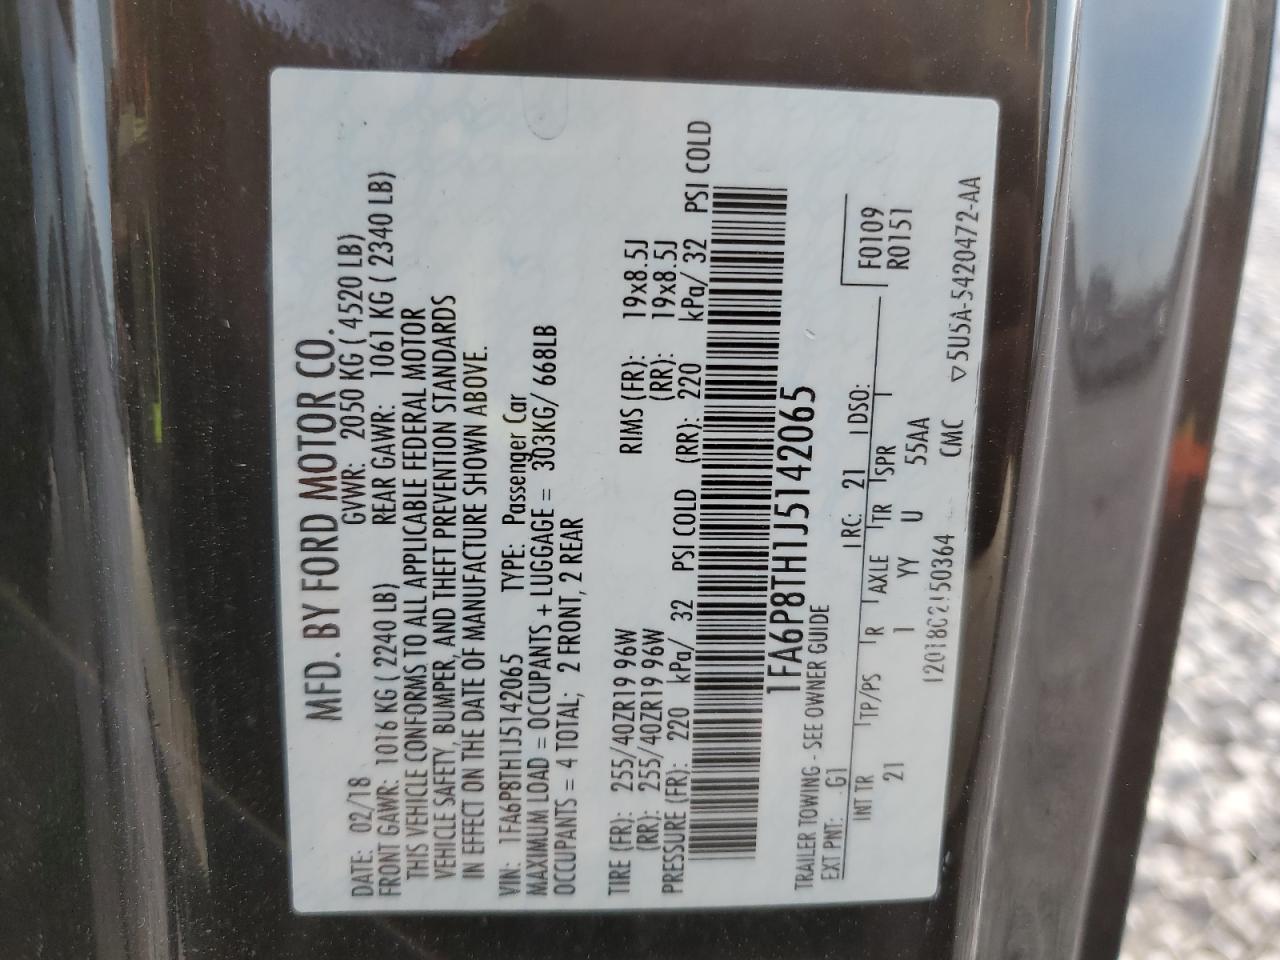 MFD. BY FORD MOTOR CO.
DATE: 02/18 GVWR: 2050 KG ( 4520 LB)
FRONT GAWR: 1016 KG ( 2240 LB) REAR GAWR: 1061 KG ( 2340 LB)
THIS VEHICLE CONFORMS TO ALL APPLICABLE FEDERAL MOTOR
VEHICLE SAFETY, BUMPER, AND THEFT PREVENTION STANDARDS
IN EFFECT ON THE DATE OF MANUFACTURE SHOWN ABOVE.
VIN: 1FA6P8TH1J5142065 TYPE: Passenger Car
MAXIMUM LOAD = OCCUPANTS + LUGGAGE = 303KG/ 668LB
OCCUPANTS = 4 TOTAL; 2 FRONT, 2 REAR
TIRE (FR): 255/40ZR19 96W RIMS (FR): 19x8.5J
(RR): 255/40ZR19 96W (RR): 19x8.5J
PRESSURE (FR): 220 kPa/ 32 PSI COLD (RR): 220 kPa/ 32 PSI COLD
1FA6P8TH1J5142065
TRAILER TOWING - SEE OWNER GUIDE
EXT PNT: G1 RC: 21 DSO: F0109
R0151
INT TR TP/PS R AXLE TR SPR
21 1 YY U 55AA
12018C2150364 CMC ▽5U5A-5420472-AA